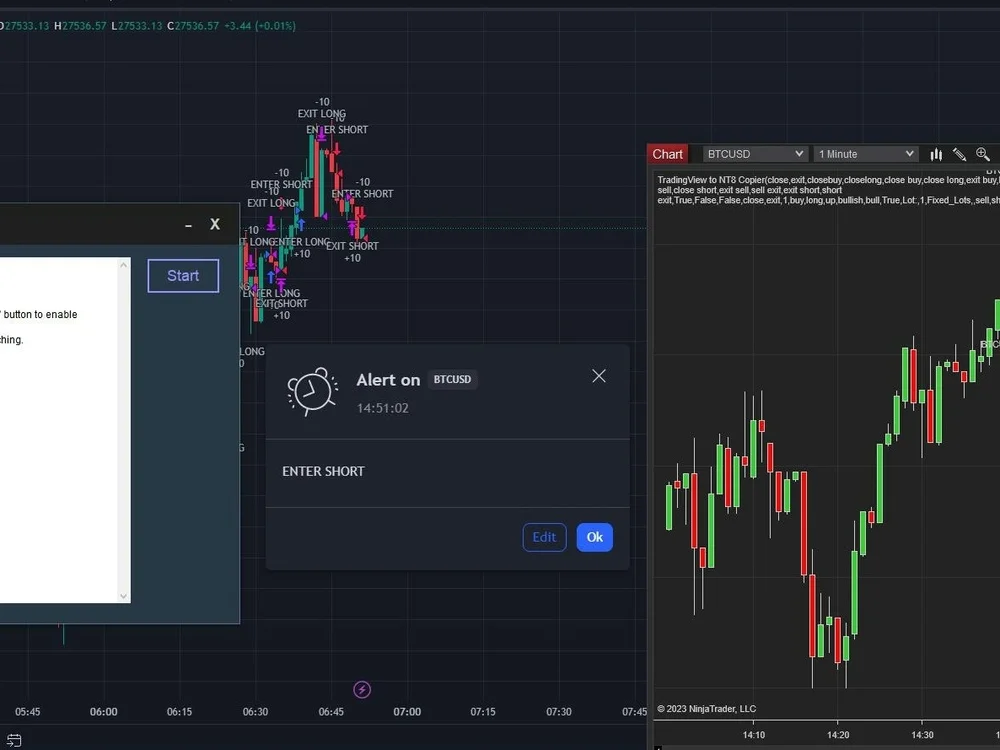 O27533.13 H27536.57 L27533.13 C27536.57 +3.44 (+0.01%)
-10
EXIT LONG
ENTER SHORT
-10
ENTER SHORT
-10
EXIT LONG
-10
ENTER SHORT
-10
ENTER LONG
+10
EXIT SHORT
+10
ENTER LONG
EXIT SHORT
+10
LONG
– X
Start
' button to enable
hing.
Alert on BTCUSD
14:51:02
ENTER SHORT
Edit Ok
05:45 06:00 06:15 06:30 06:45 07:00 07:15 07:30 07:45
Chart BTCUSD 1 Minute
TradingView to NT8 Copier(close,exit,closebuy,closelong,close buy,close long,exit buy,
sell,close short,exit sell,sell exit,exit short,short
exit,True,False,False,close,exit,1,buy,long,up,bullish,bull,True,Lot:,1,Fixed_Lots,,sell,sh
© 2023 NinjaTrader, LLC
14:10 14:20 14:30